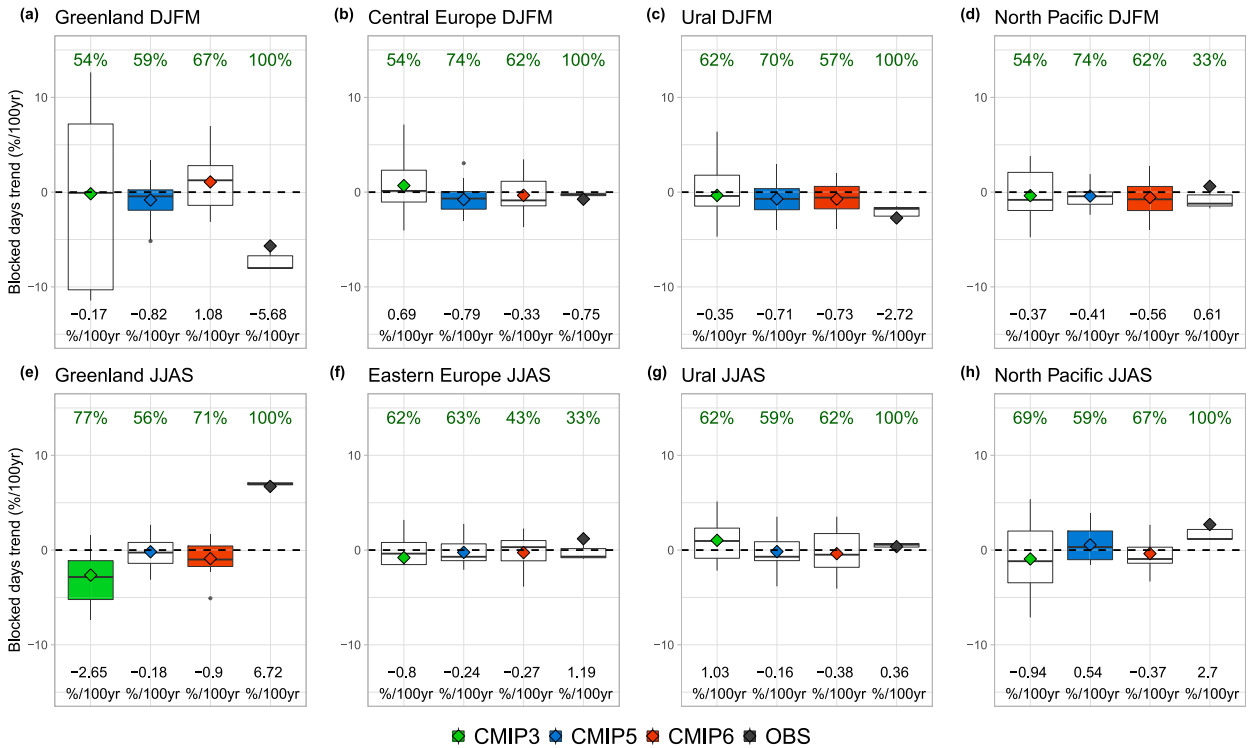 (a) Greenland DJFM
(b) Central Europe DJFM
(c) Ural DJFM
(d) North Pacific DJFM
54% 59% 67% 100%
54% 74% 62% 100%
62% 70% 57% 100%
54% 74% 62% 33%
Blocked days trend (%/100yr)
10
0
−10
10
0
−10
10
0
−10
10
0
−10
−0.17 −0.82 1.08 −5.68
%/100yr %/100yr %/100yr %/100yr
0.69 −0.79 −0.33 −0.75
%/100yr %/100yr %/100yr %/100yr
−0.35 −0.71 −0.73 −2.72
%/100yr %/100yr %/100yr %/100yr
−0.37 −0.41 −0.56 0.61
%/100yr %/100yr %/100yr %/100yr
(e) Greenland JJAS
(f) Eastern Europe JJAS
(g) Ural JJAS
(h) North Pacific JJAS
77% 56% 71% 100%
62% 63% 43% 33%
62% 59% 62% 100%
69% 59% 67% 100%
Blocked days trend (%/100yr)
10
0
−10
10
0
−10
10
0
−10
10
0
−10
−2.65 −0.18 −0.9 6.72
%/100yr %/100yr %/100yr %/100yr
−0.8 −0.24 −0.27 1.19
%/100yr %/100yr %/100yr %/100yr
1.03 −0.16 −0.38 0.36
%/100yr %/100yr %/100yr %/100yr
−0.94 0.54 −0.37 2.7
%/100yr %/100yr %/100yr %/100yr
CMIP3 CMIP5 CMIP6 OBS